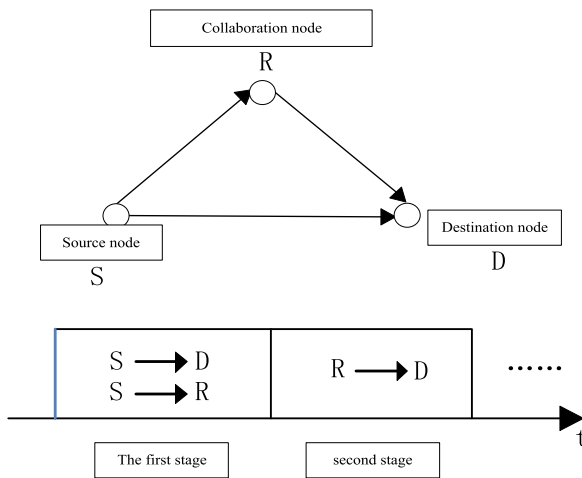 Collaboration node
R
Source node
S
Destination node
D
S → D
S → R
R → D
……
t
The first stage
second stage